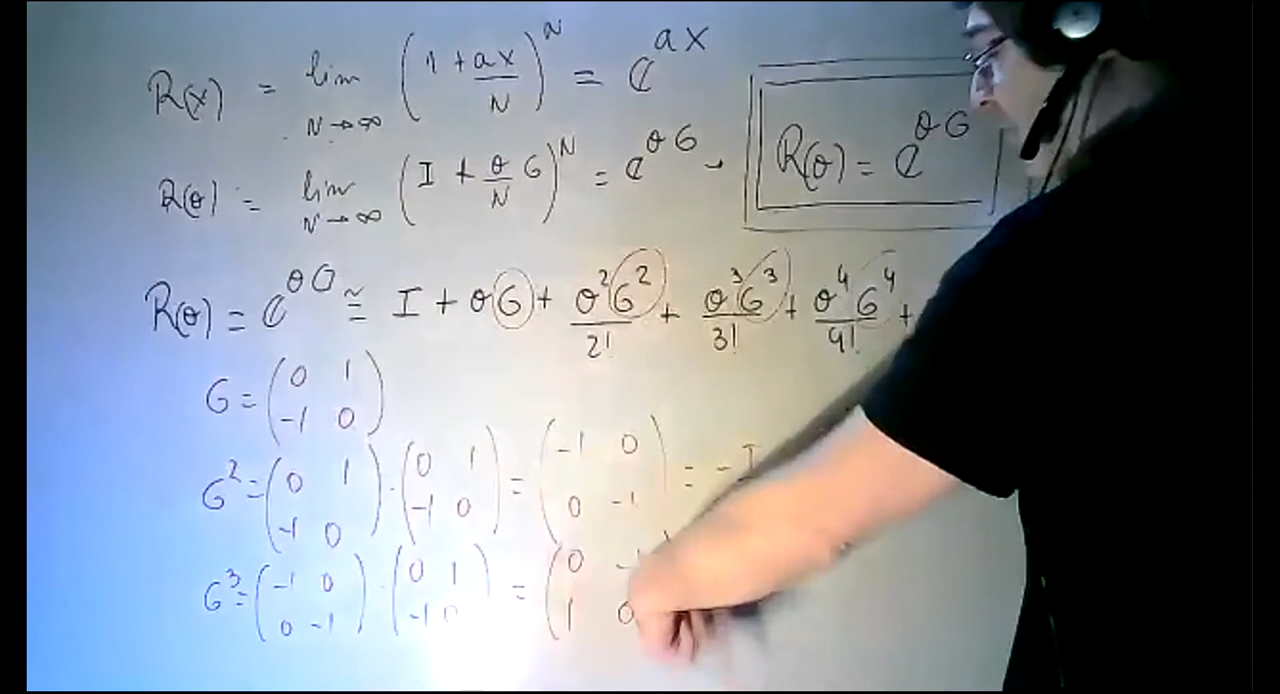 R(x) = lim N→∞ (1 + ax/N)^N = e^ax
R(θ) = lim N→∞ (I + θ/N G)^N = e^θG
R(θ) = e^θG
R(θ) = e^θG ≅ I + θG + θ²G²/2! + θ³G³/3! + θ⁴G⁴/4! +
G = (0 1 -1 0)
G² = (0 1 -1 0) · (0 1 -1 0) = (-1 0 0 -1) = -I
G³ = (-1 0 0 -1) · (0 1 -1 0) = (0 -1 1 0